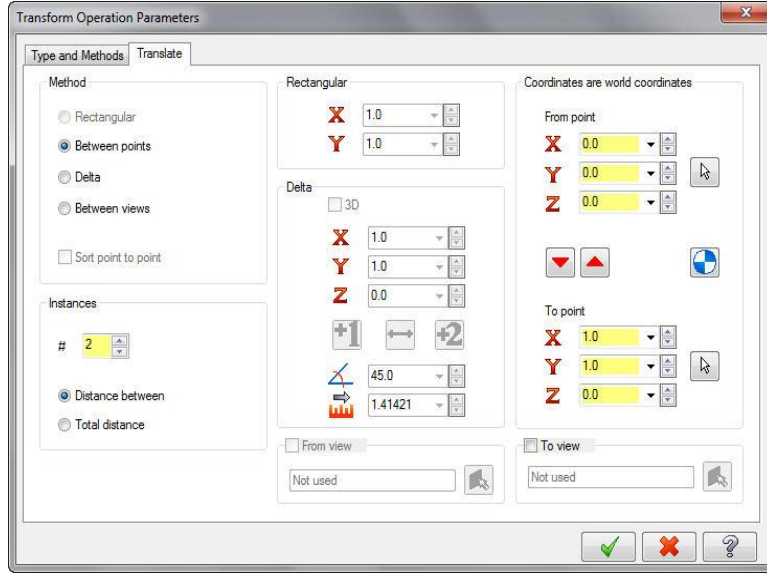 Transform Operation Parameters
Type and Methods
Translate
Method
Rectangular
Between points
Delta
Between views
Sort point to point
Instances
# 2
Distance between
Total distance
Rectangular
X 1.0
Y 1.0
Delta
3D
X 1.0
Y 1.0
Z 0.0
+1
+2
45.0
1.41421
From view
Not used
Coordinates are world coordinates
From point
X 0.0
Y 0.0
Z 0.0
To point
X 1.0
Y 1.0
Z 0.0
To view
Not used
?